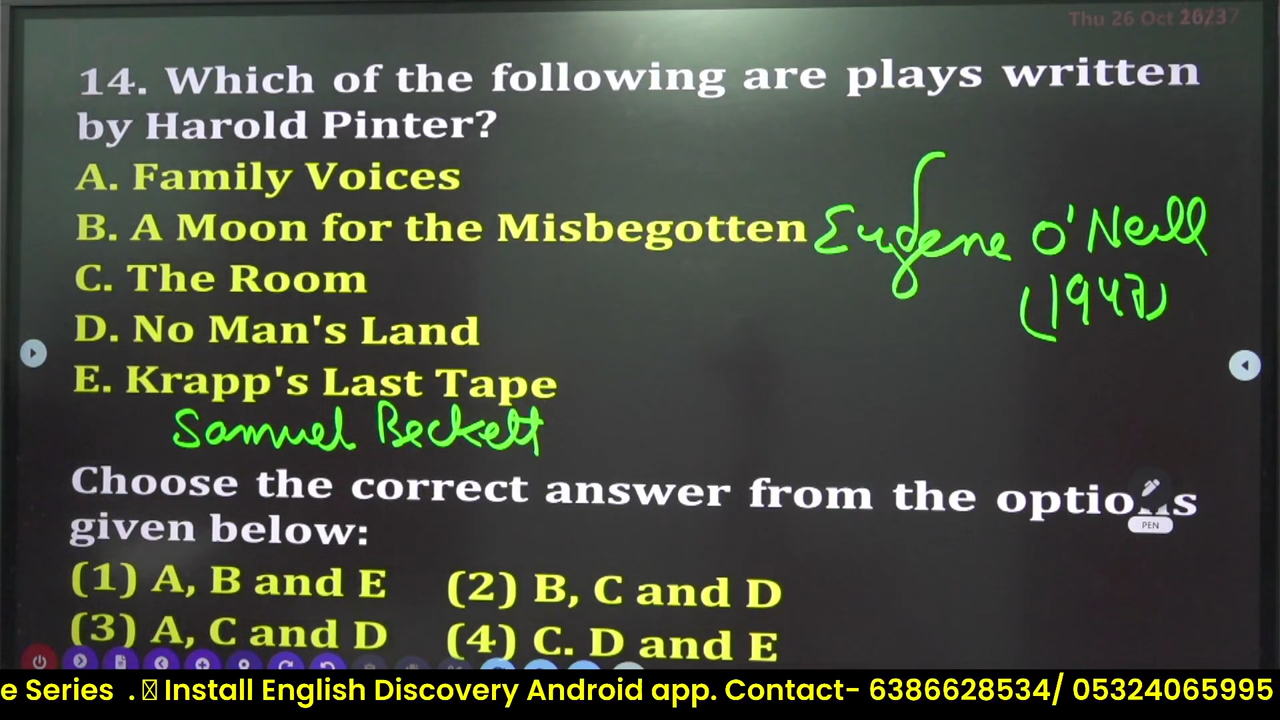 Thu 26 Oct
14. Which of the following are plays written
by Harold Pinter?
A. Family Voices
B. A Moon for the Misbegotten Eugene O'Neill
(1947)
C. The Room
D. No Man's Land
E. Krapp's Last Tape
Samuel Beckett
Choose the correct answer from the options
given below:
PEN
(1) A, B and E (2) B, C and D
(3) A, C and D (4) C. D and E
e Series . Install English Discovery Android app. Contact- 6386628534/ 05324065995